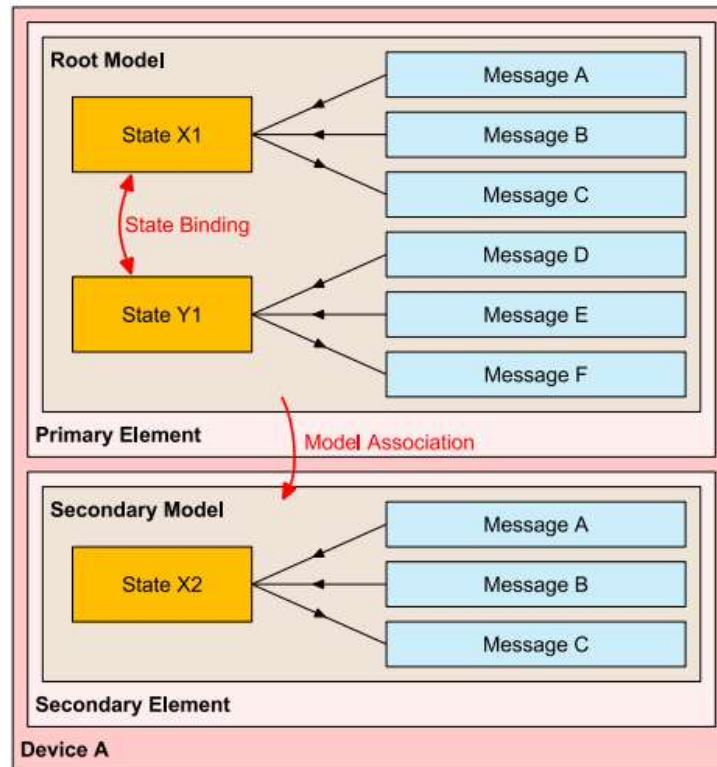 Root Model
Message A
State X1
Message B
Message C
State Binding
Message D
State Y1
Message E
Message F
Primary Element
Model Association
Secondary Model
Message A
State X2
Message B
Message C
Secondary Element
Device A